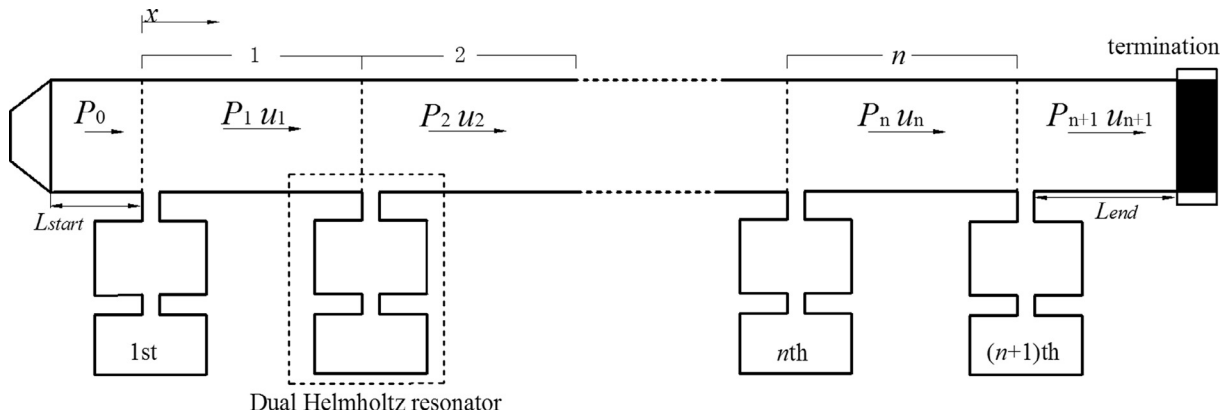 x
1 2 n
termination
P0 P1 u1 P2 u2 Pn un Pn+1 un+1
Lstart Lend
1st nth (n+1)th
Dual Helmholtz resonator